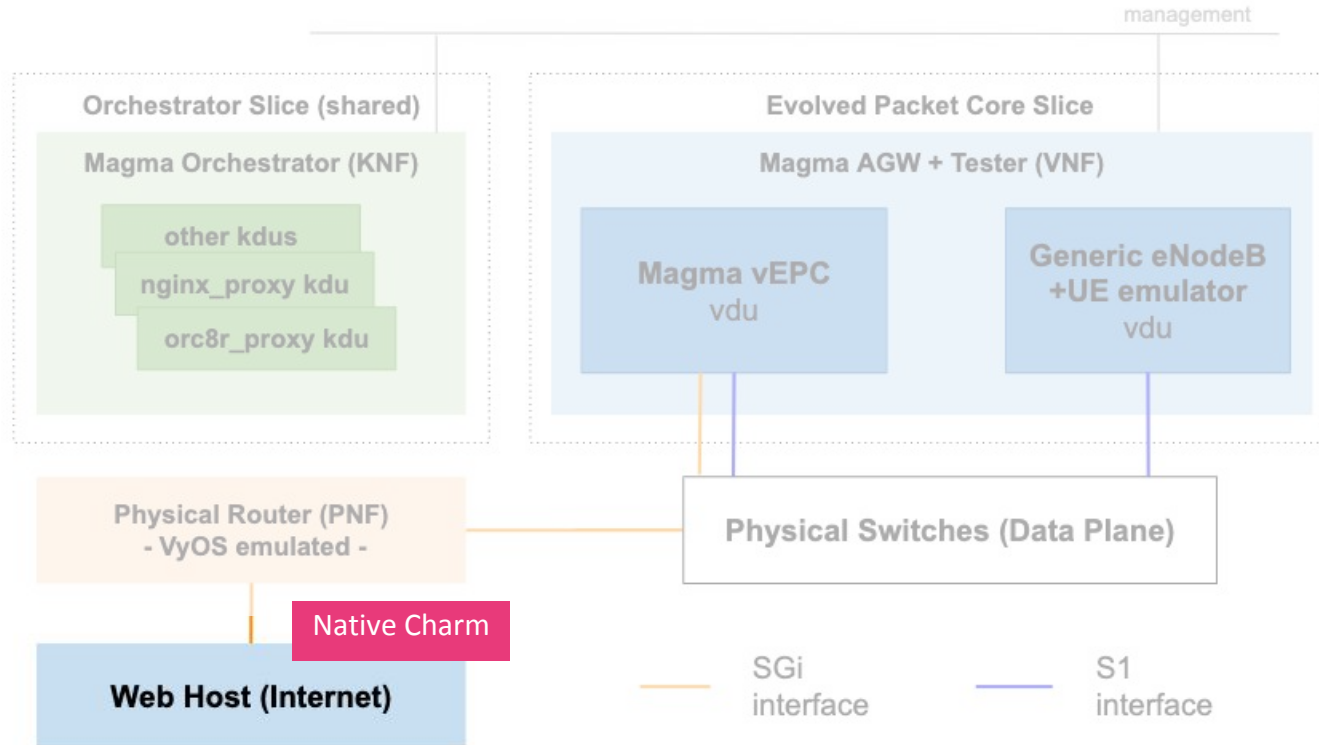 management
Orchestrator Slice (shared)
Magma Orchestrator (KNF)
other kdus
nginx_proxy kdu
orc8r_proxy kdu
Evolved Packet Core Slice
Magma AGW + Tester (VNF)
Magma vEPC
vdu
Generic eNodeB
+UE emulator
vdu
Physical Router (PNF)
- VyOS emulated -
Physical Switches (Data Plane)
Native Charm
Web Host (Internet)
SGi
interface
S1
interface